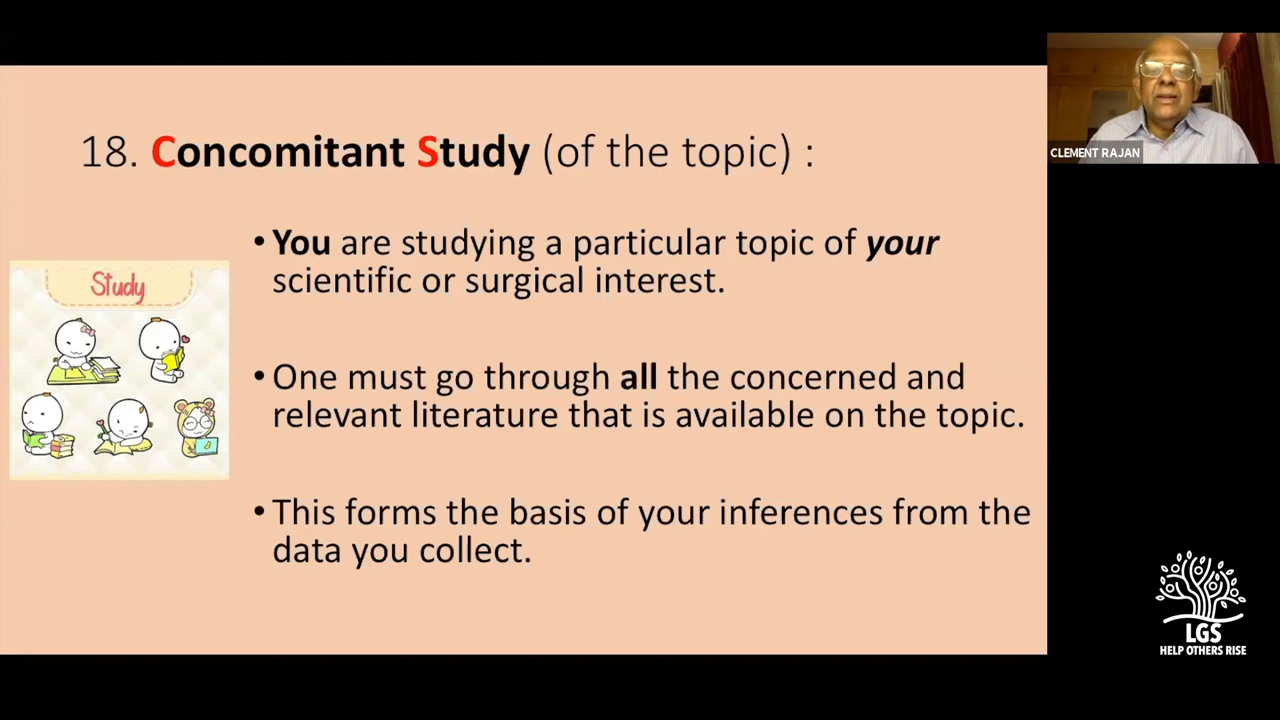 18. Concomitant Study (of the topic) :
• You are studying a particular topic of your
scientific or surgical interest.
Study
• One must go through all the concerned and
relevant literature that is available on the topic.
• This forms the basis of your inferences from the
data you collect.
CLEMENT RAJAN
LGS
HELP OTHERS RISE